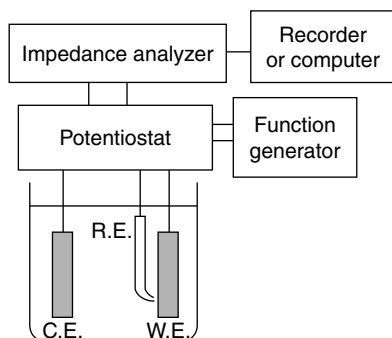 Impedance analyzer
Recorder
or computer
Potentiostat
Function
generator
R.E.
C.E.
W.E.